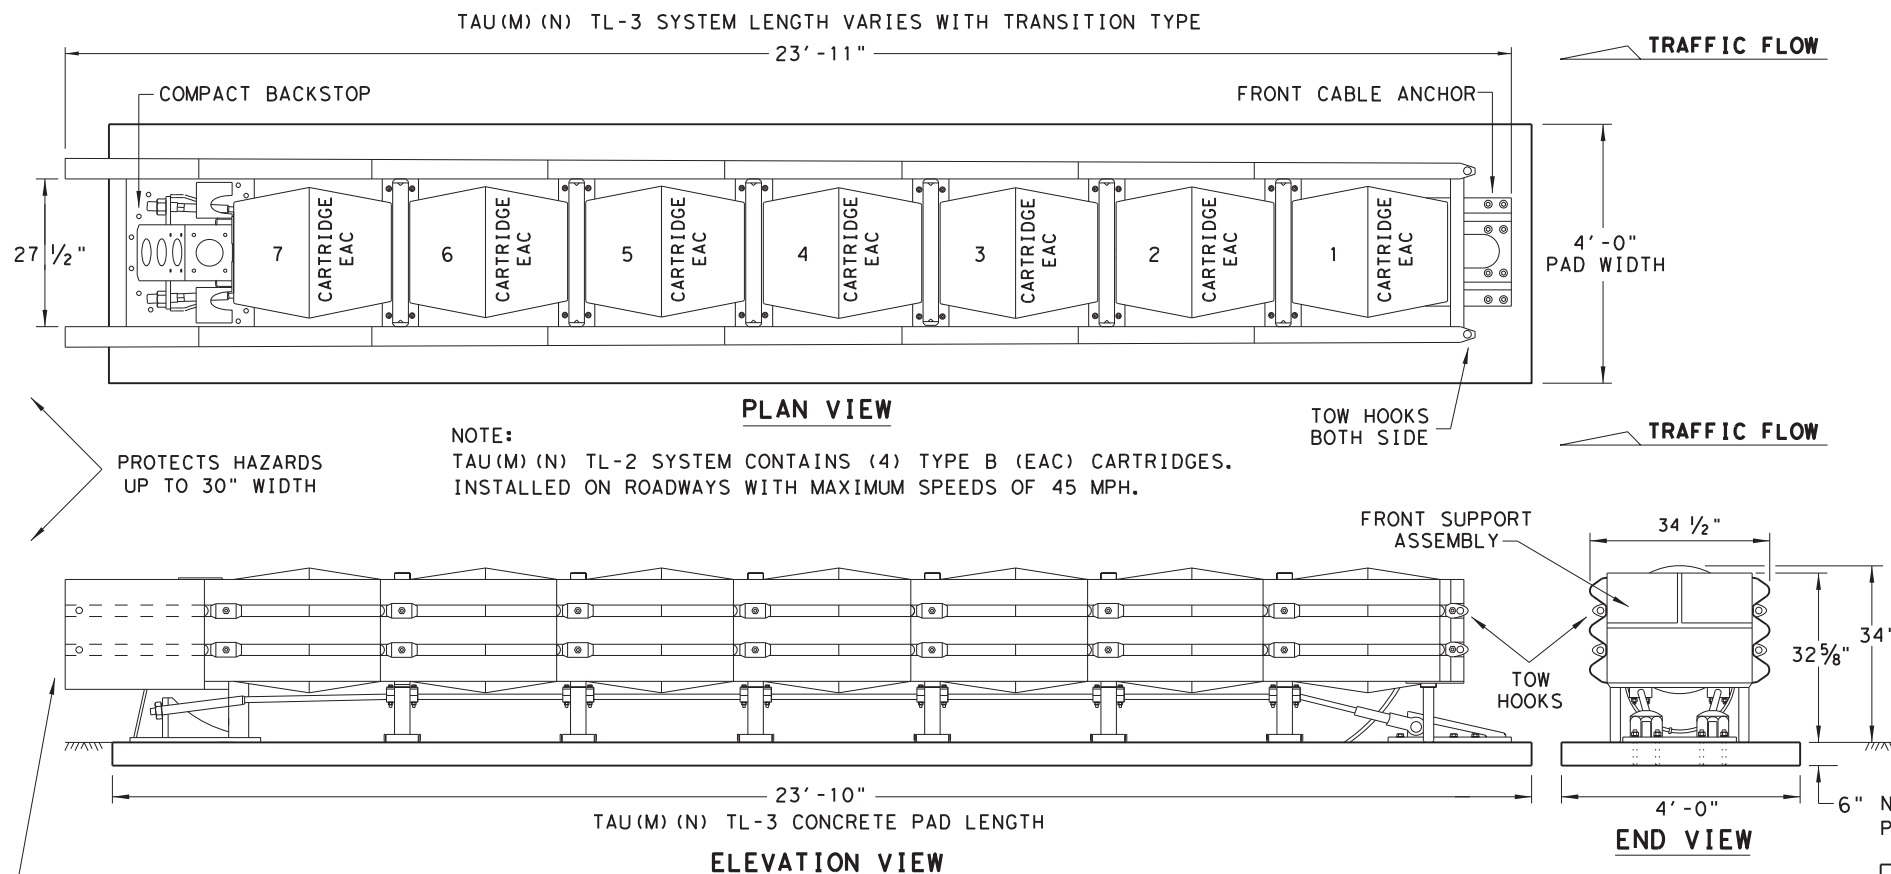 TAU(M)(N) TL-3 SYSTEM LENGTH VARIES WITH TRANSITION TYPE
23'-11"
TRAFFIC FLOW
COMPACT BACKSTOP
FRONT CABLE ANCHOR
27 1/2"
7
CARTRIDGE
EAC
6
CARTRIDGE
EAC
5
CARTRIDGE
EAC
4
CARTRIDGE
EAC
3
CARTRIDGE
EAC
2
CARTRIDGE
EAC
1
CARTRIDGE
EAC
4'-0"
PAD WIDTH
PLAN VIEW
TOW HOOKS
BOTH SIDE
TRAFFIC FLOW
PROTECTS HAZARDS
UP TO 30" WIDTH
NOTE:
TAU(M)(N) TL-2 SYSTEM CONTAINS (4) TYPE B (EAC) CARTRIDGES.
INSTALLED ON ROADWAYS WITH MAXIMUM SPEEDS OF 45 MPH.
FRONT SUPPORT
ASSEMBLY
34 1/2"
TOW
HOOKS
32 5/8"
34"
23'-10"
TAU(M)(N) TL-3 CONCRETE PAD LENGTH
ELEVATION VIEW
4'-0"
6"
END VIEW